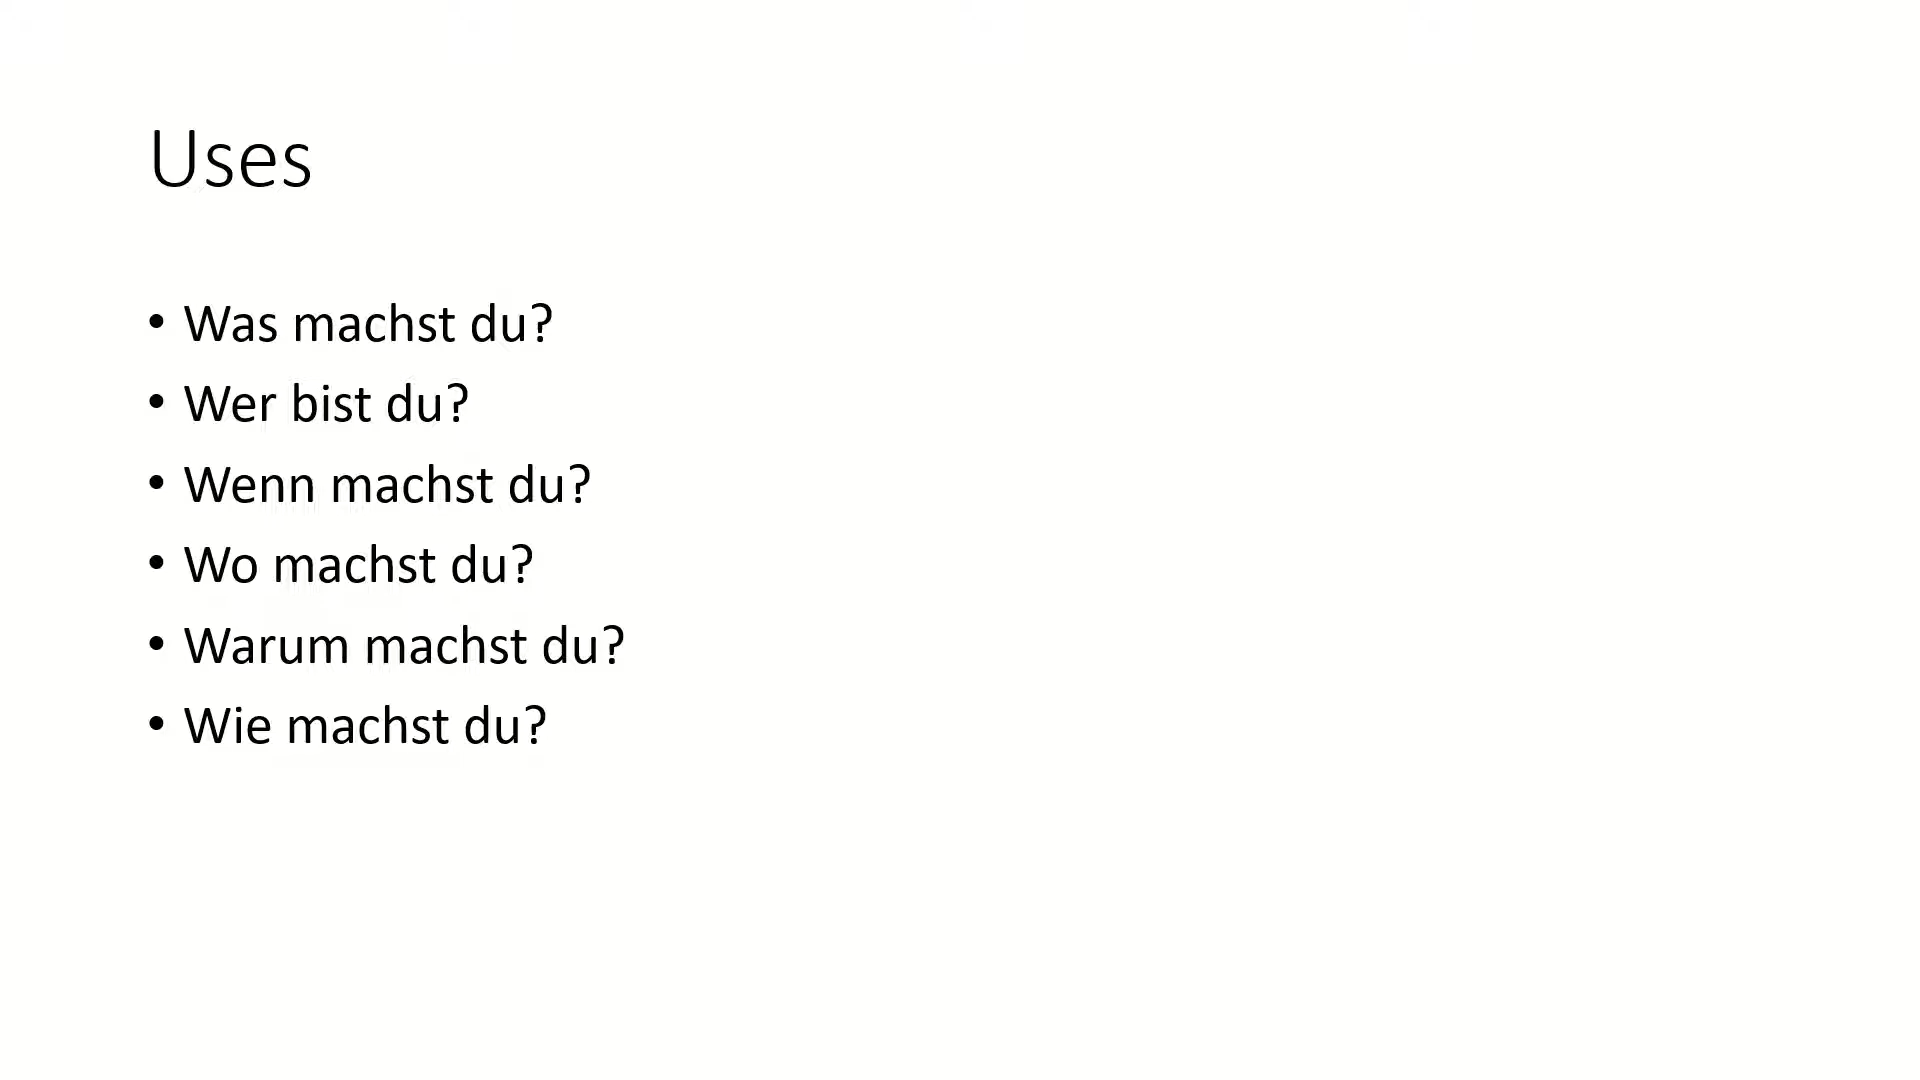 Uses
• Was machst du?
• Wer bist du?
• Wenn machst du?
• Wo machst du?
• Warum machst du?
• Wie machst du?